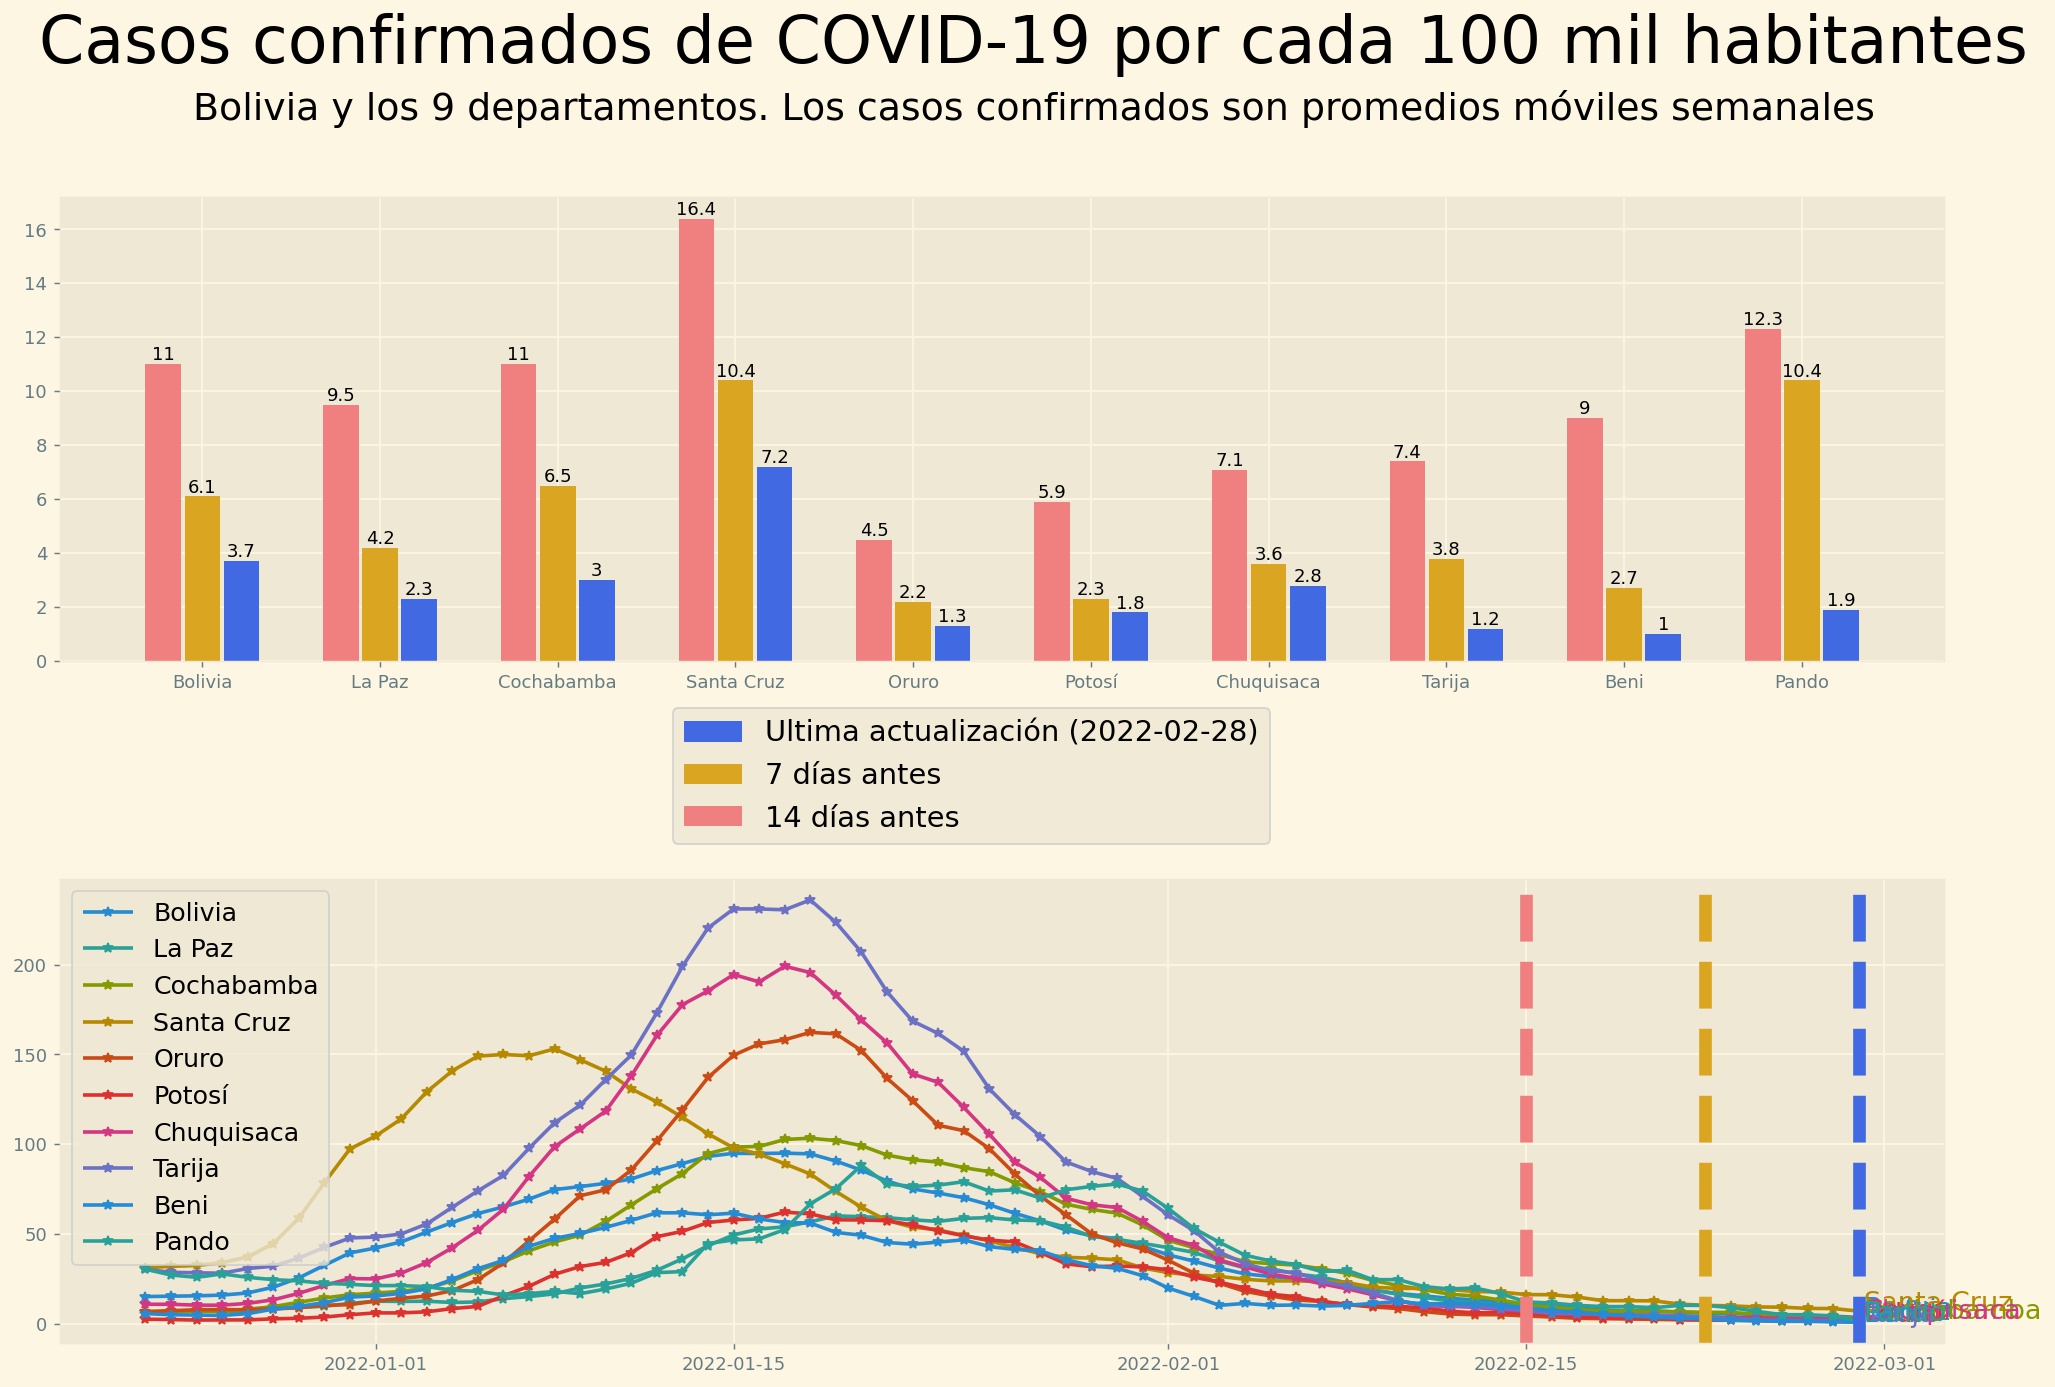 Casos confirmados de COVID-19 por cada 100 mil habitantes
Bolivia y los 9 departamentos. Los casos confirmados son promedios móviles semanales
16
14
12
10
8
6
4
2
0
11
6.1
3.7
9.5
4.2
2.3
11
6.5
3
16.4
10.4
7.2
4.5
2.2
1.3
5.9
2.3
1.8
7.1
3.6
2.8
7.4
3.8
1.2
9
2.7
1
12.3
10.4
1.9
Bolivia
La Paz
Cochabamba
Santa Cruz
Oruro
Potosí
Chuquisaca
Tarija
Beni
Pando
Ultima actualización (2022-02-28)
7 días antes
14 días antes
200
150
100
50
0
Bolivia
La Paz
Cochabamba
Santa Cruz
Oruro
Potosí
Chuquisaca
Tarija
Beni
Pando
Santa Cruz
2022-01-01
2022-01-15
2022-02-01
2022-02-15
2022-03-01